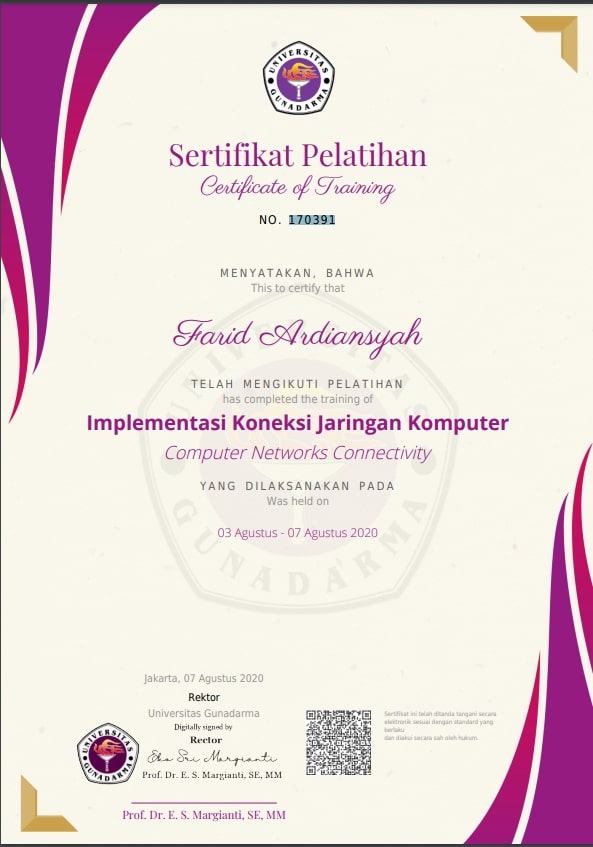 UNIVERSITAS
GUNADARMA
Sertifikat Pelatihan
Certificate of Training
NO. 170391
MENYATAKAN, BAHWA
This to certify that
Farid Ardiansyah
TELAH MENGIKUTI PELATIHAN
has completed the training of
Implementasi Koneksi Jaringan Komputer
Computer Networks Connectivity
YANG DILAKSANAKAN PADA
Was held on
03 Agustus - 07 Agustus 2020
UNIVERSITAS
GUNADARMA
Jakarta, 07 Agustus 2020
Rektor
Universitas Gunadarma
Digitally signed by
Rector
Eko Sri Margianti
Prof. Dr. E. S. Margianti, SE, MM
UNIVERSITAS
GUNADARMA
Prof. Dr. E. S. Margianti, SE, MM
Sertifikat ini telah ditanda tangani secara
elektronik sesuai dengan standard yang
berlaku
dan diakui secara sah oleh hukum.